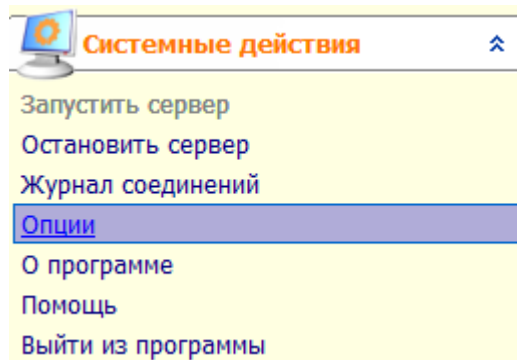 Системные действия
Запустить сервер
Остановить сервер
Журнал соединений
Опции
О программе
Помощь
Выйти из программы